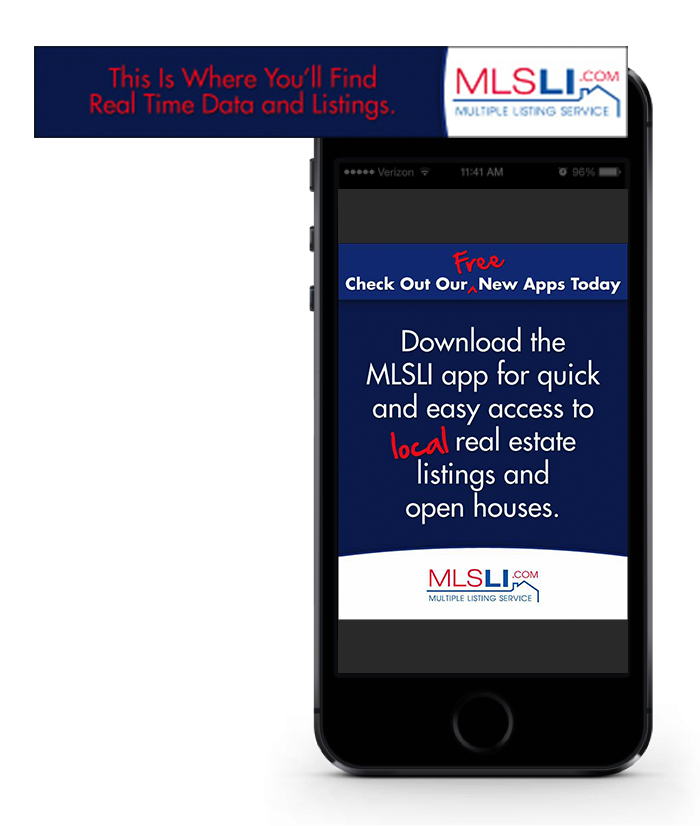 This Is Where You'll Find
Real Time Data and Listings.
MLSLI.COM
MULTIPLE LISTING SERVICE
Verizon 11:41 AM 96%
Free
Check Out Our ^ New Apps Today
Download the
MLSLI app for quick
and easy access to
local real estate
listings and
open houses.
MLSLI.COM
MULTIPLE LISTING SERVICE